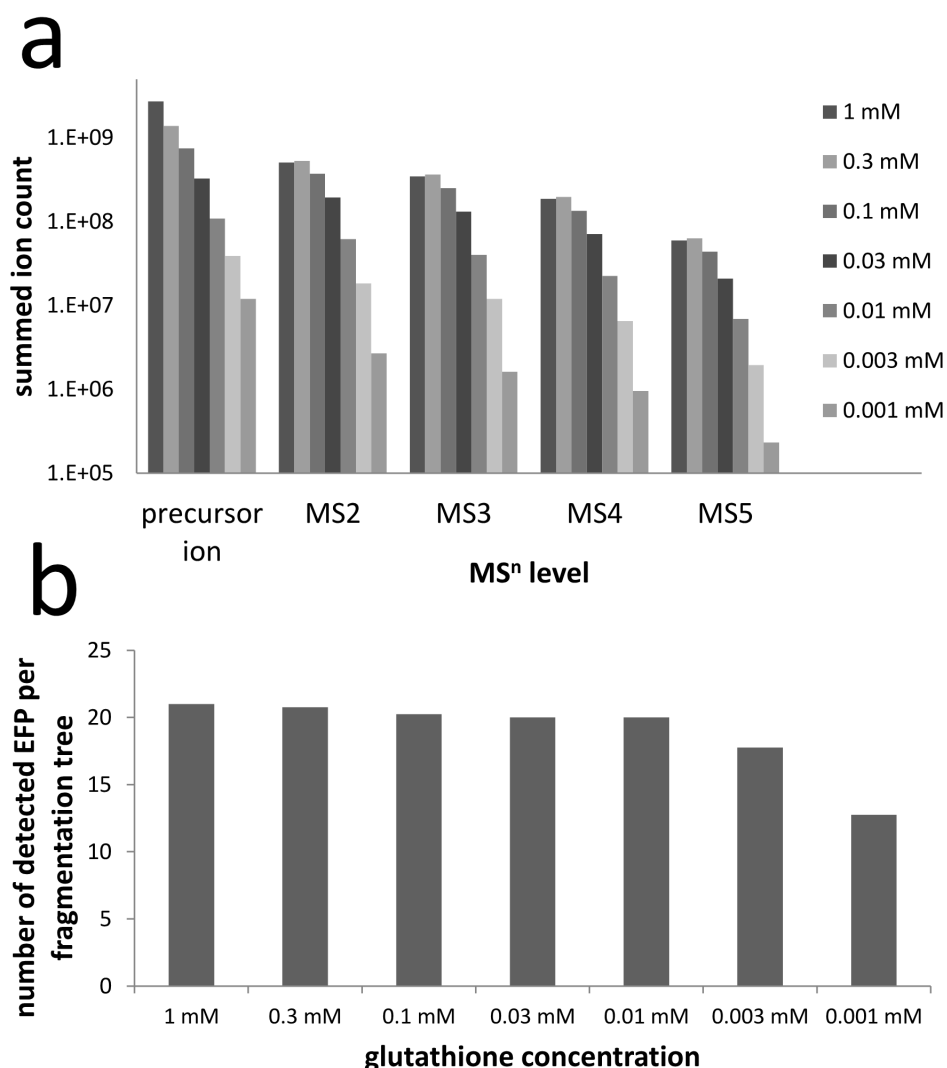 a
summed ion count
1.E+09
1.E+08
1.E+07
1.E+06
1.E+05
precursor
ion
MS2
MS3
MS4
MS5
MSⁿ level
1 mM
0.3 mM
0.1 mM
0.03 mM
0.01 mM
0.003 mM
0.001 mM
b
number of detected EFP per
fragmentation tree
25
20
15
10
5
0
1 mM
0.3 mM
0.1 mM
0.03 mM
0.01 mM
0.003 mM
0.001 mM
glutathione concentration